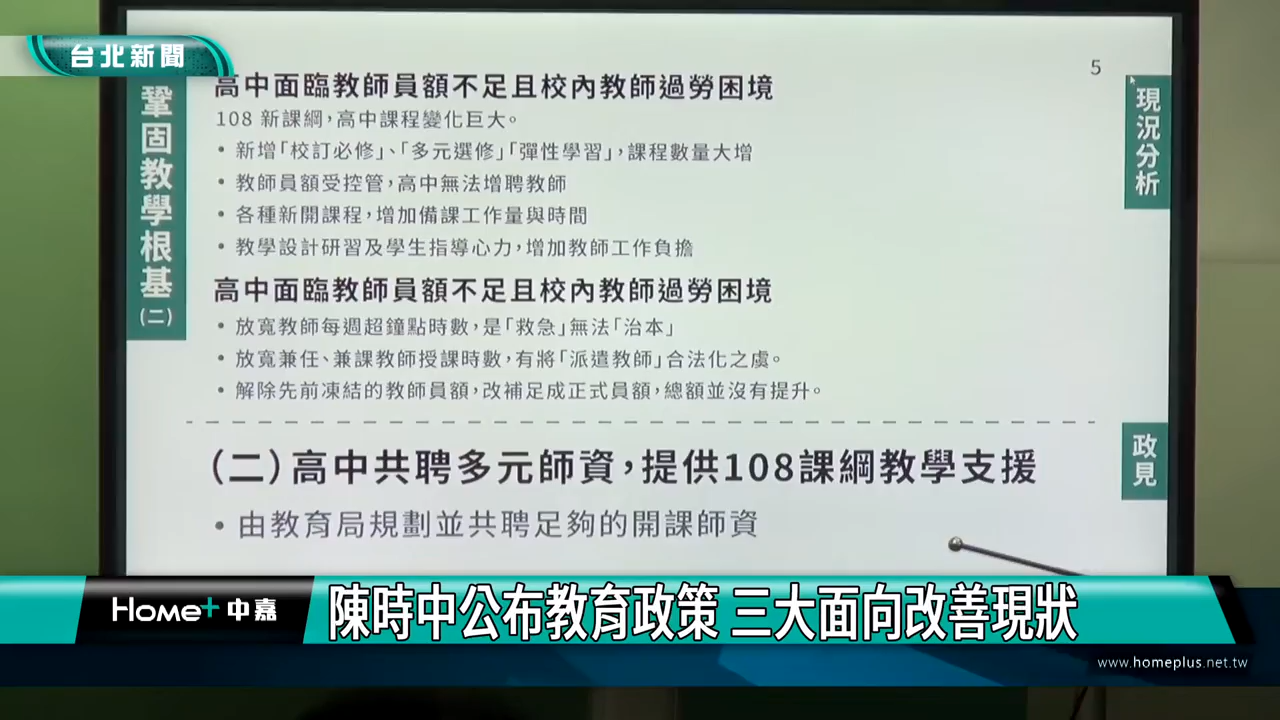 台北新聞
5
鞏固教學根基
(二)
現況分析
高中面臨教師員額不足且校內教師過勞困境
108 新課綱，高中課程變化巨大。
• 新增「校訂必修」、「多元選修」「彈性學習」，課程數量大增
• 教師員額受控管，高中無法增聘教師
• 各種新開課程，增加備課工作量與時間
• 教學設計研習及學生指導心力，增加教師工作負擔
高中面臨教師員額不足且校內教師過勞困境
• 放寬教師每週超鐘點時數，是「救急」無法「治本」
• 放寬兼任、兼課教師授課時數，有將「派遣教師」合法化之虞。
• 解除先前凍結的教師員額，改補足成正式員額，總額並沒有提升。
政見
(二)高中共聘多元師資，提供108課綱教學支援
• 由教育局規劃並共聘足夠的開課師資
Home+ 中嘉
陳時中公布教育政策 三大面向改善現狀
www.homeplus.net.tw